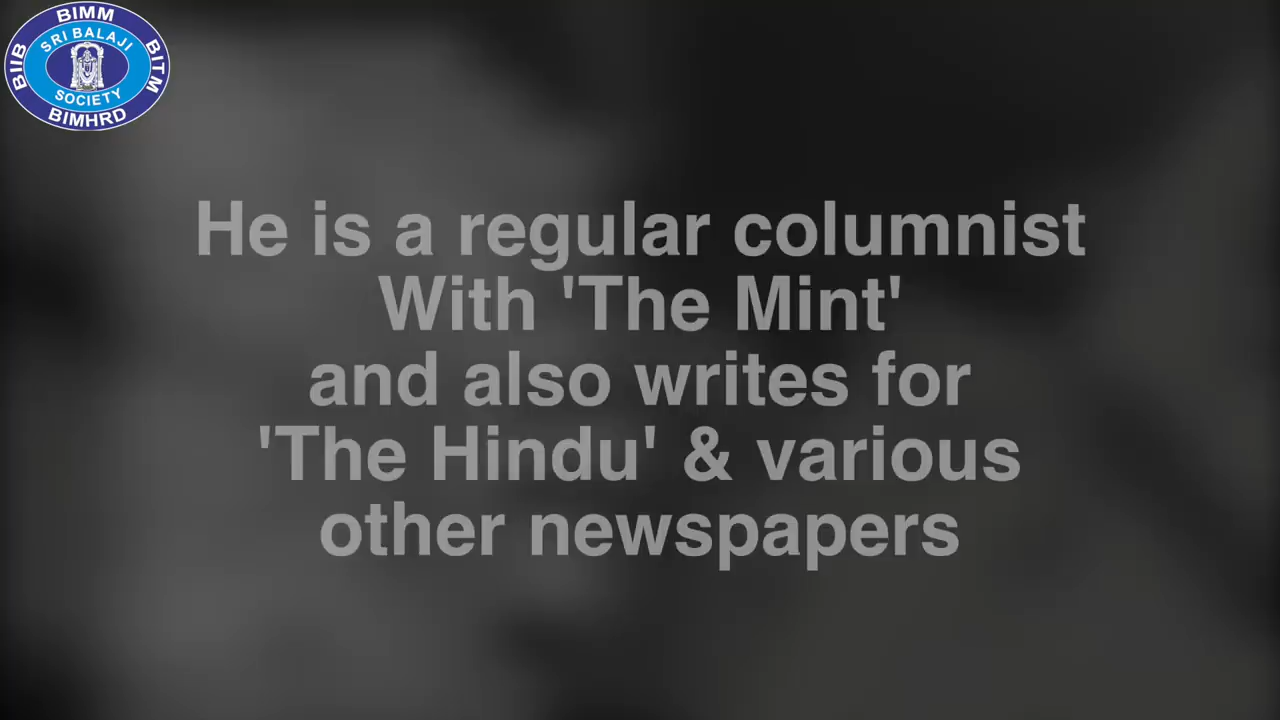 BIMM
SRI BALAJI
BIIB
BITM
SOCIETY
BIMHRD
He is a regular columnist
With 'The Mint'
and also writes for
'The Hindu' & various
other newspapers